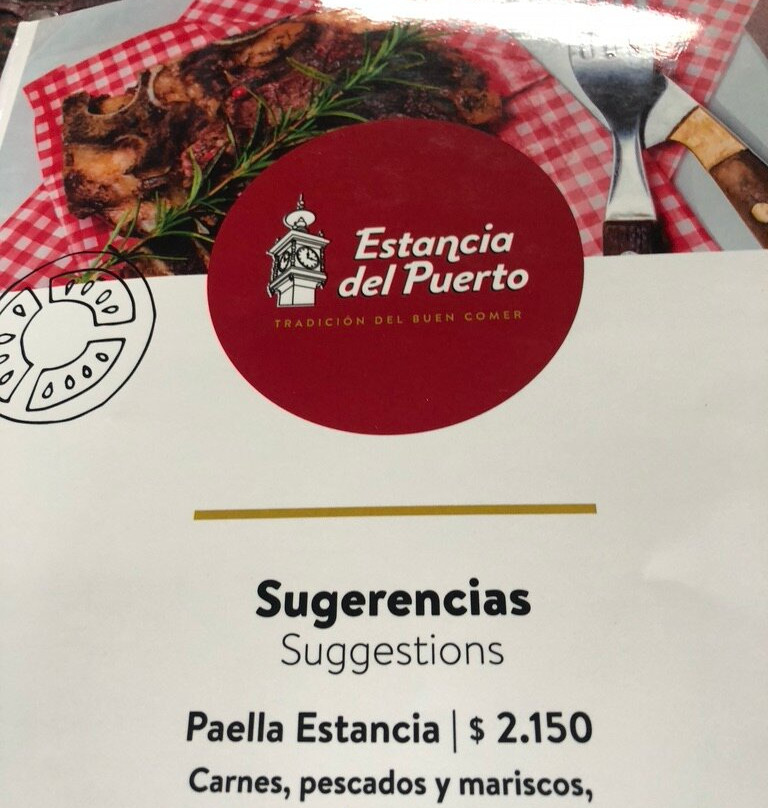 Estancia
del Puerto
TRADICIÓN DEL BUEN COMER
Sugerencias
Suggestions
Paella Estancia | $ 2.150
Carnes, pescados y mariscos,